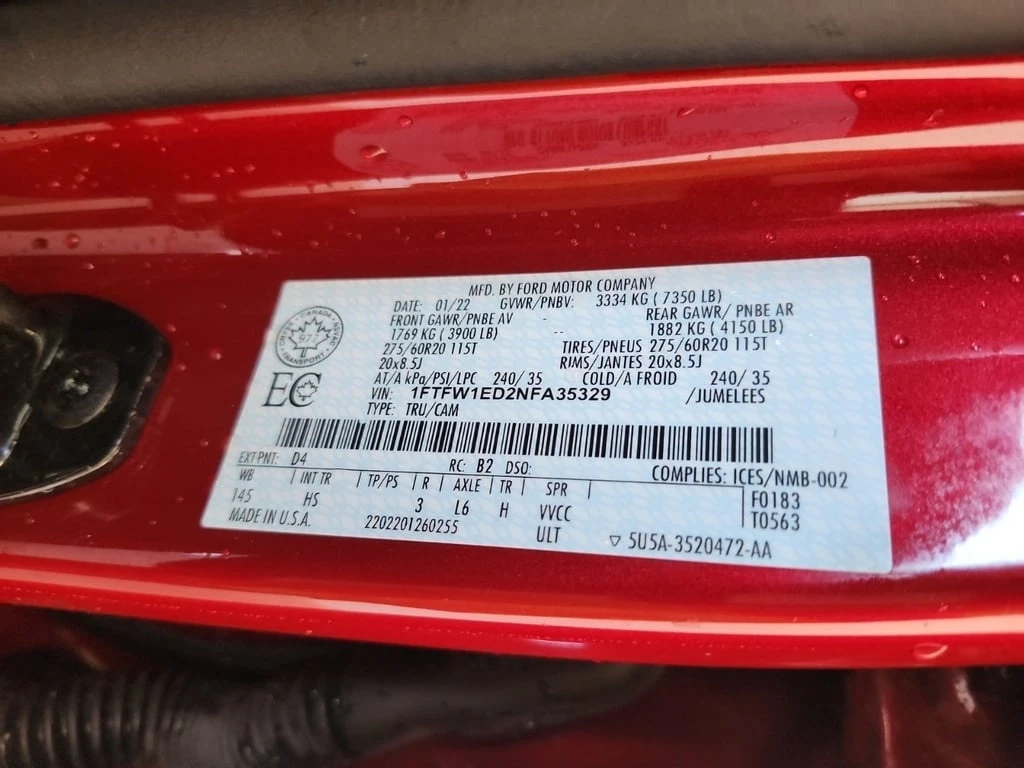 MFD. BY FORD MOTOR COMPANY
DATE: 01/22 GVWR/PNBV: 3334 KG ( 7350 LB)
FRONT GAWR/PNBE AV - REAR GAWR/ PNBE AR
1769 KG ( 3900 LB) -- 1882 KG ( 4150 LB)
275/60R20 115T TIRES/PNEUS 275/60R20 115T
20x8.5J RIMS/JANTES 20x8.5J
AT/A kPa/PSI/LPC 240/ 35 COLD/A FROID 240/ 35
VIN: 1FTFW1ED2NFA35329 /JUMELEES
TYPE: TRU/CAM
CANADA
977
TRANSPORT
EC
EXT PNT: D4 RC: B2 DSO: COMPLIES: ICES/NMB-002
WB INT TR TP/PS R AXLE TR SPR F0183
145 HS 3 L6 H VVCC T0563
MADE IN U.S.A. 2202201260255 ULT ▽ 5U5A-3520472-AA